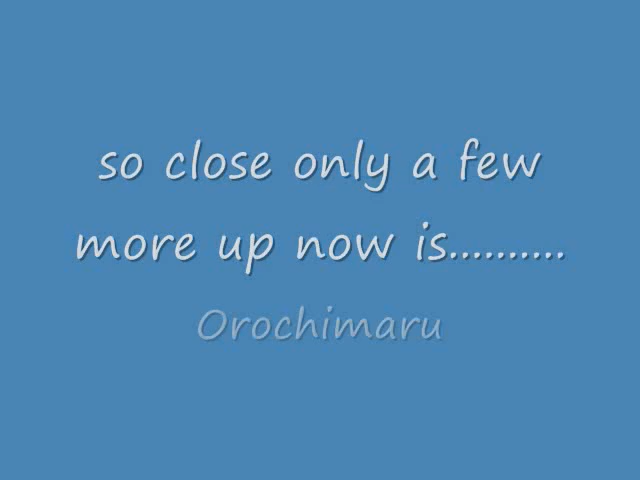 so close only a few
more up now is..........
Orochimaru